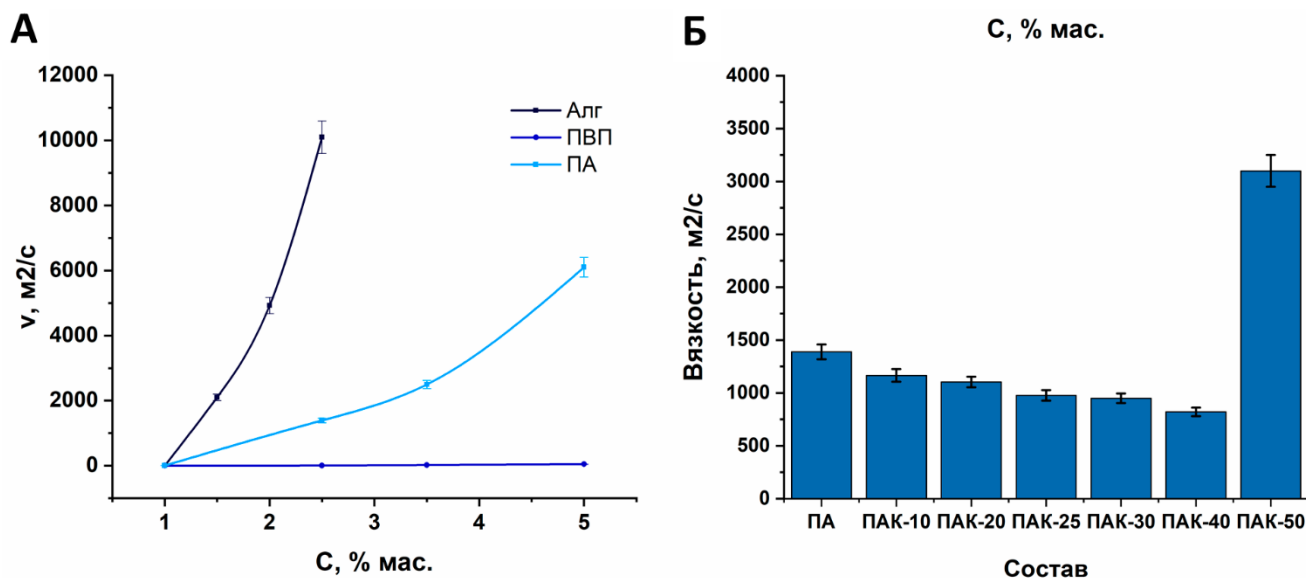 А
12000
10000
8000
6000
4000
2000
0
ν, м2/с
Алг
ПВП
ПА
1 2 3 4 5
С, % мас.
Б
С, % мас.
4000
3500
3000
2500
2000
1500
1000
500
0
Вязкость, м2/с
ПА ПАК-10 ПАК-20 ПАК-25 ПАК-30 ПАК-40 ПАК-50
Состав